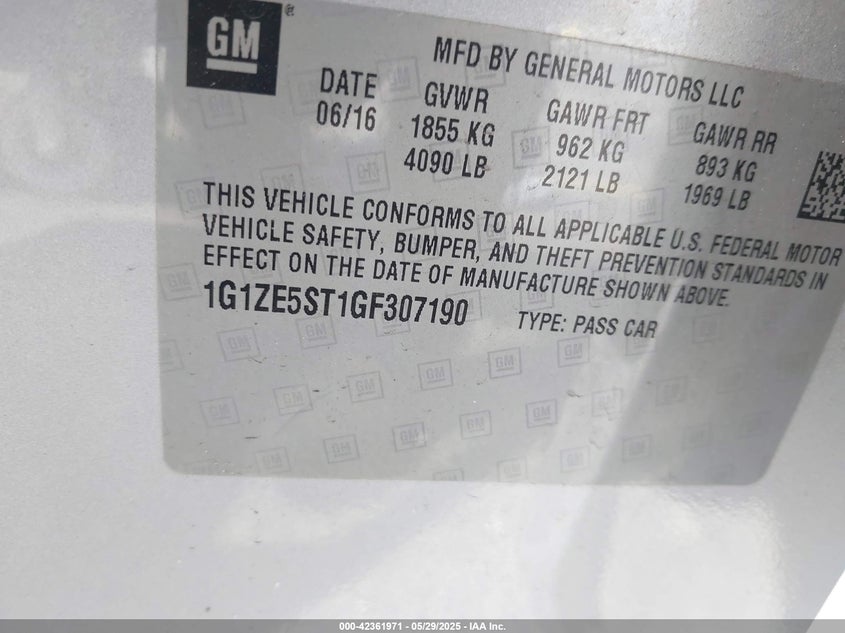 GM ®
MFD BY GENERAL MOTORS LLC
DATE GVWR GAWR FRT GAWR RR
06/16 1855 KG 962 KG 893 KG
4090 LB 2121 LB 1969 LB
THIS VEHICLE CONFORMS TO ALL APPLICABLE U.S. FEDERAL MOTOR
VEHICLE SAFETY, BUMPER, AND THEFT PREVENTION STANDARDS IN
EFFECT ON THE DATE OF MANUFACTURE SHOWN ABOVE.
1G1ZE5ST1GF307190 TYPE: PASS CAR
000-42361971 - 05/29/2025 - IAA Inc.